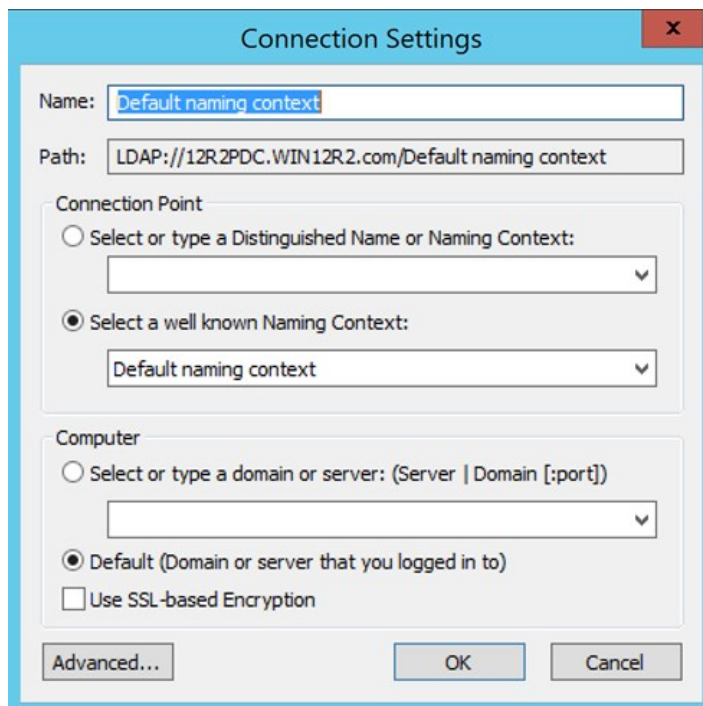 Connection Settings
x
Name: Default naming context
Path: LDAP://12R2PDC.WIN12R2.com/Default naming context
Connection Point
Select or type a Distinguished Name or Naming Context:
Select a well known Naming Context:
Default naming context
Computer
Select or type a domain or server: (Server | Domain [:port])
Default (Domain or server that you logged in to)
Use SSL-based Encryption
Advanced... OK Cancel